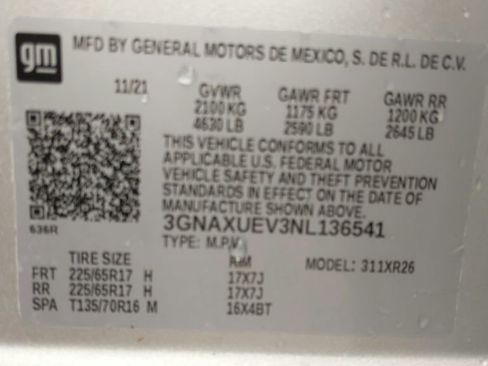 gm
MFD BY GENERAL MOTORS DE MEXICO, S. DE R.L. DE C.V.
11/21 GVWR GAWR FRT GAWR RR
2100 KG 1175 KG 1200 KG
4630 LB 2590 LB 2645 LB
THIS VEHICLE CONFORMS TO ALL
APPLICABLE U.S. FEDERAL MOTOR
VEHICLE SAFETY AND THEFT PREVENTION
STANDARDS IN EFFECT ON THE DATE OF
MANUFACTURE SHOWN ABOVE.
636R
3GNAXUEV3NL136541
TYPE: M.P.V.
TIRE SIZE RIM MODEL: 311XR26
FRT 225/65R17 H 17X7J
RR 225/65R17 H 17X7J
SPA T135/70R16 M 16X4BT